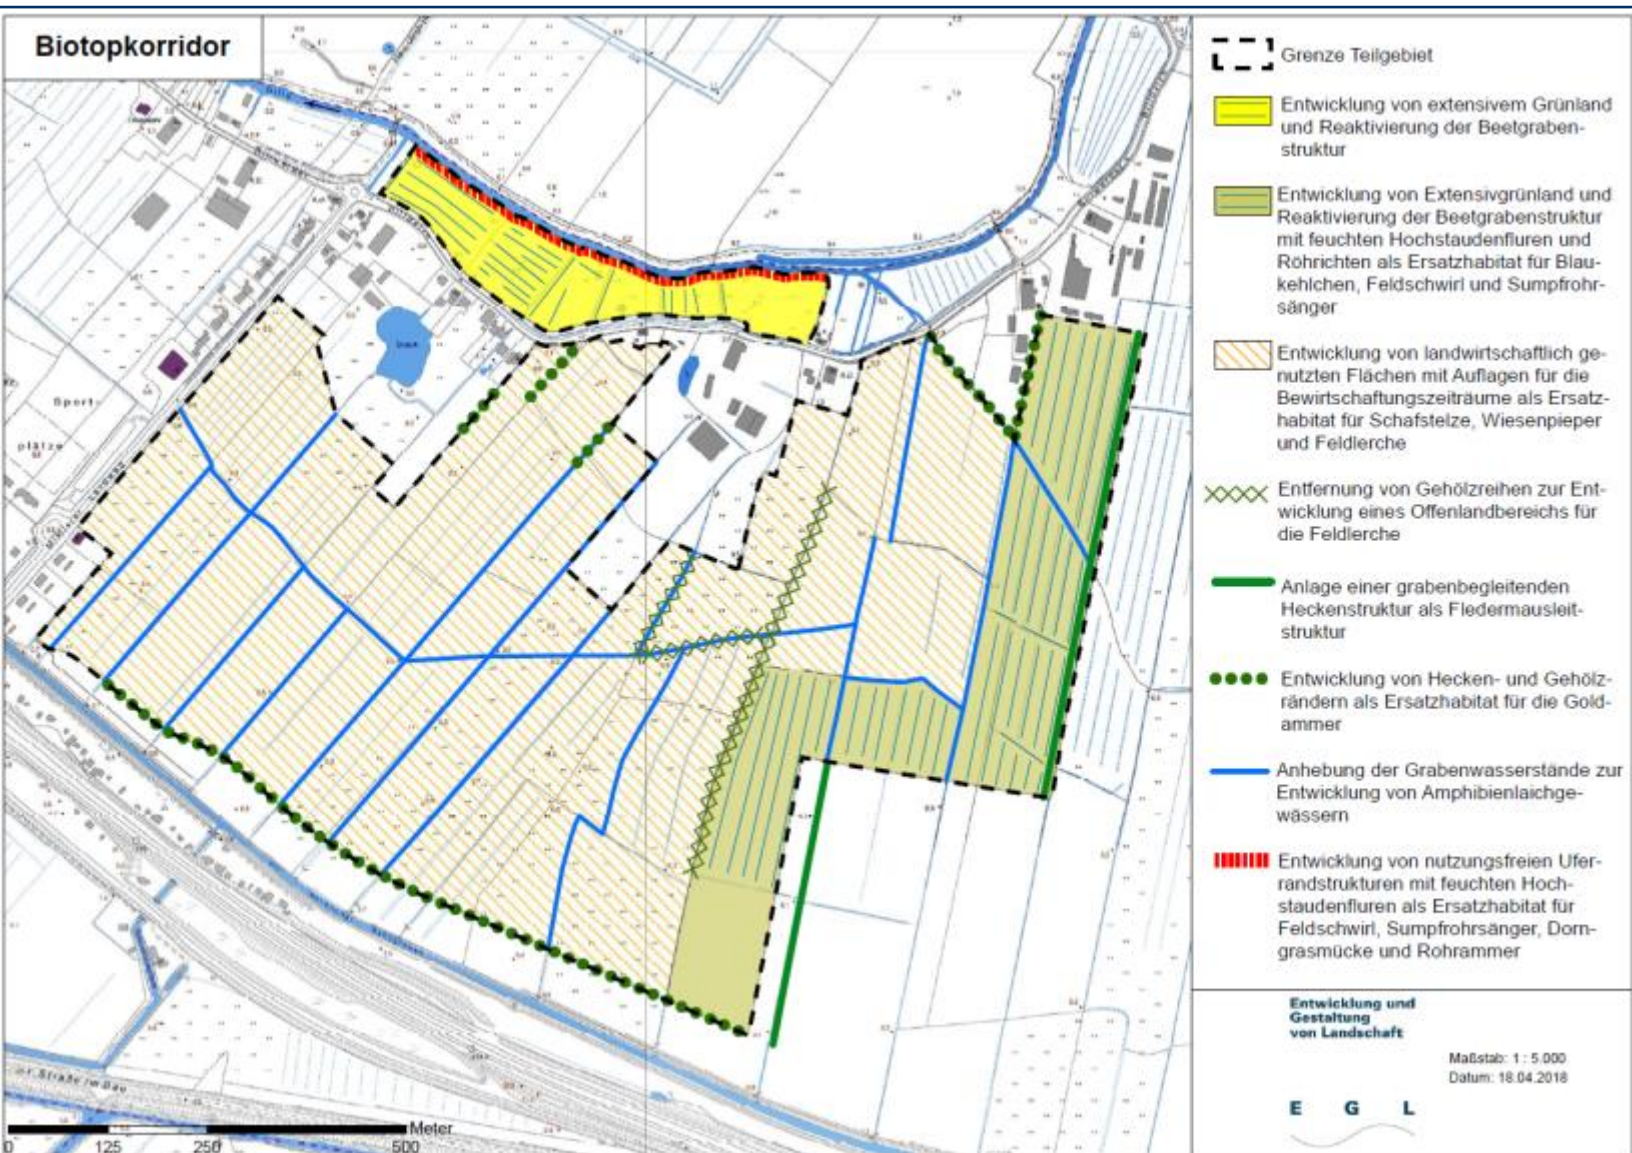 Biotopkorridor
Grenze Teilgebiet
Entwicklung von extensivem Grünland
und Reaktivierung der Beetgraben-
struktur
Entwicklung von Extensivgrünland und
Reaktivierung der Beetgrabenstruktur
mit feuchten Hochstaudenfluren und
Röhrichten als Ersatzhabitat für Blau-
kehlchen, Feldschwirl und Sumpfrohr-
sänger
Entwicklung von landwirtschaftlich ge-
nutzten Flächen mit Auflagen für die
Bewirtschaftungszeiträume als Ersatz-
habitat für Schafstelze, Wiesenpieper
und Feldlerche
Entfernung von Gehölzreihen zur Ent-
wicklung eines Offenlandbereichs für
die Feldlerche
Anlage einer grabenbegleitenden
Heckenstruktur als Fledermausleit-
struktur
Entwicklung von Hecken- und Gehölz-
rändern als Ersatzhabitat für die Gold-
ammer
Anhebung der Grabenwasserstände zur
Entwicklung von Amphibienlaichge-
wässern
Entwicklung von nutzungsfreien Ufer-
randstrukturen mit feuchten Hoch-
staudenfluren als Ersatzhabitat für
Feldschwirl, Sumpfrohrsänger, Dorn-
grasmücke und Rohrammer
Entwicklung und
Gestaltung
von Landschaft
Maßstab: 1 : 5.000
Datum: 18.04.2018
E G L
Sport-
plätze
Meter
0 125 250 500